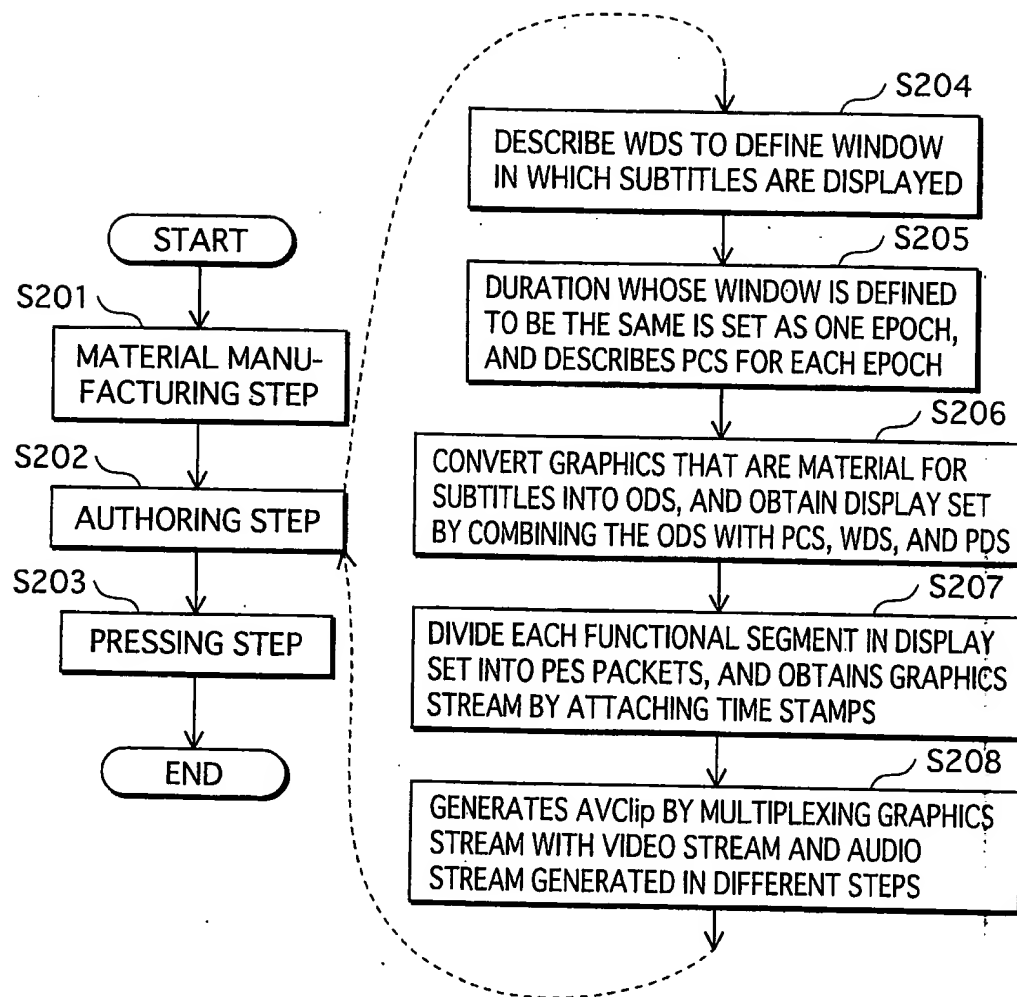 START
S201
MATERIAL MANU-
FACTURING STEP
S202
AUTHORING STEP
S203
PRESSING STEP
END
S204
DESCRIBE WDS TO DEFINE WINDOW
IN WHICH SUBTITLES ARE DISPLAYED
S205
DURATION WHOSE WINDOW IS DEFINED
TO BE THE SAME IS SET AS ONE EPOCH,
AND DESCRIBES PCS FOR EACH EPOCH
S206
CONVERT GRAPHICS THAT ARE MATERIAL FOR
SUBTITLES INTO ODS, AND OBTAIN DISPLAY SET
BY COMBINING THE ODS WITH PCS, WDS, AND PDS
S207
DIVIDE EACH FUNCTIONAL SEGMENT IN DISPLAY
SET INTO PES PACKETS, AND OBTAINS GRAPHICS
STREAM BY ATTACHING TIME STAMPS
S208
GENERATES AVClip BY MULTIPLEXING GRAPHICS
STREAM WITH VIDEO STREAM AND AUDIO
STREAM GENERATED IN DIFFERENT STEPS